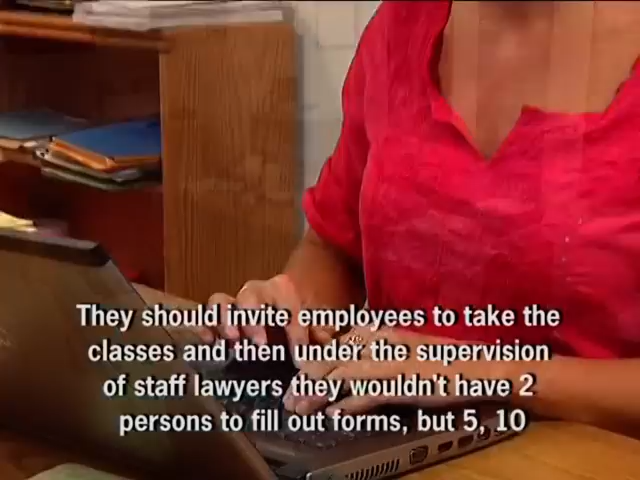 They should invite employees to take the
classes and then under the supervision
of staff lawyers they wouldn't have 2
persons to fill out forms, but 5, 10